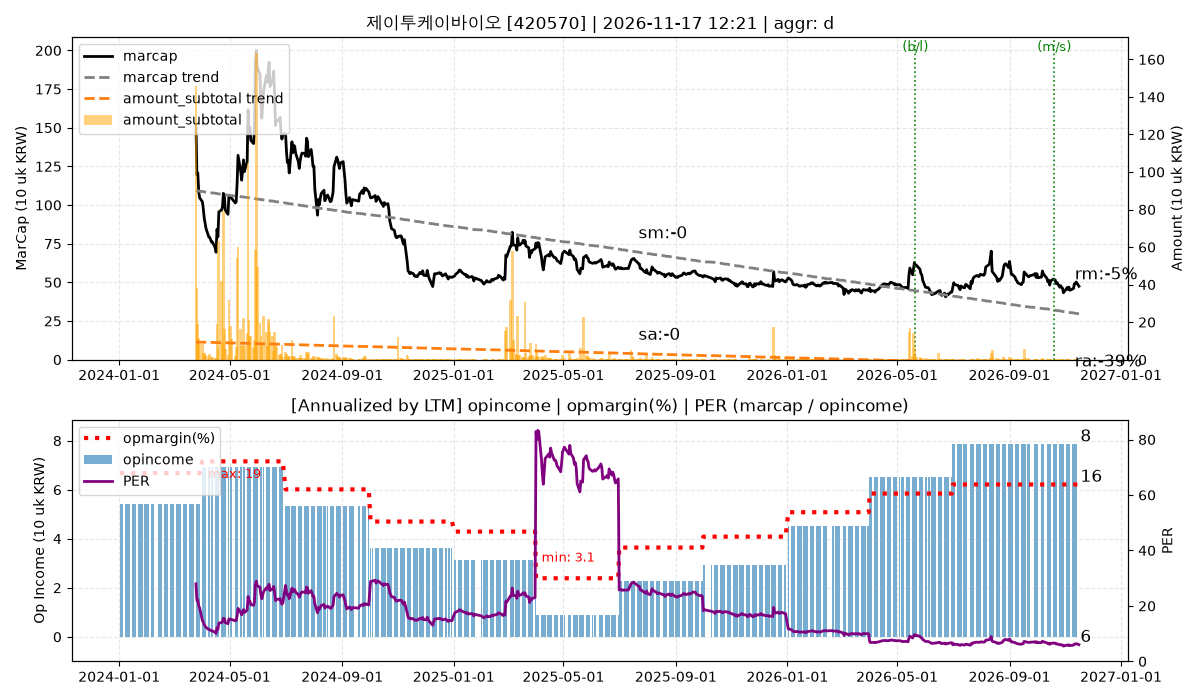 제이투케이바이오 [420570] | 2026-11-17 12:21 | aggr: d
200
175
150
125
100
75
50
25
0
MarCap (10 uk KRW)
160
140
120
100
80
60
40
20
0
Amount (10 uk KRW)
marcap
marcap trend
amount_subtotal trend
amount_subtotal
(b/l)
(m/s)
sm:-0
sa:-0
rm:-5%
ra:-39%
2024-01-01 2024-05-01 2024-09-01 2025-01-01 2025-05-01 2025-09-01 2026-01-01 2026-05-01 2026-09-01 2027-01-01
[Annualized by LTM] opincome | opmargin(%) | PER (marcap / opincome)
8
6
4
2
0
Op Income (10 uk KRW)
80
60
40
20
0
PER
opmargin(%)
opincome
PER
max: 19
min: 3.1
8
16
6
2024-01-01 2024-05-01 2024-09-01 2025-01-01 2025-05-01 2025-09-01 2026-01-01 2026-05-01 2026-09-01 2027-01-01